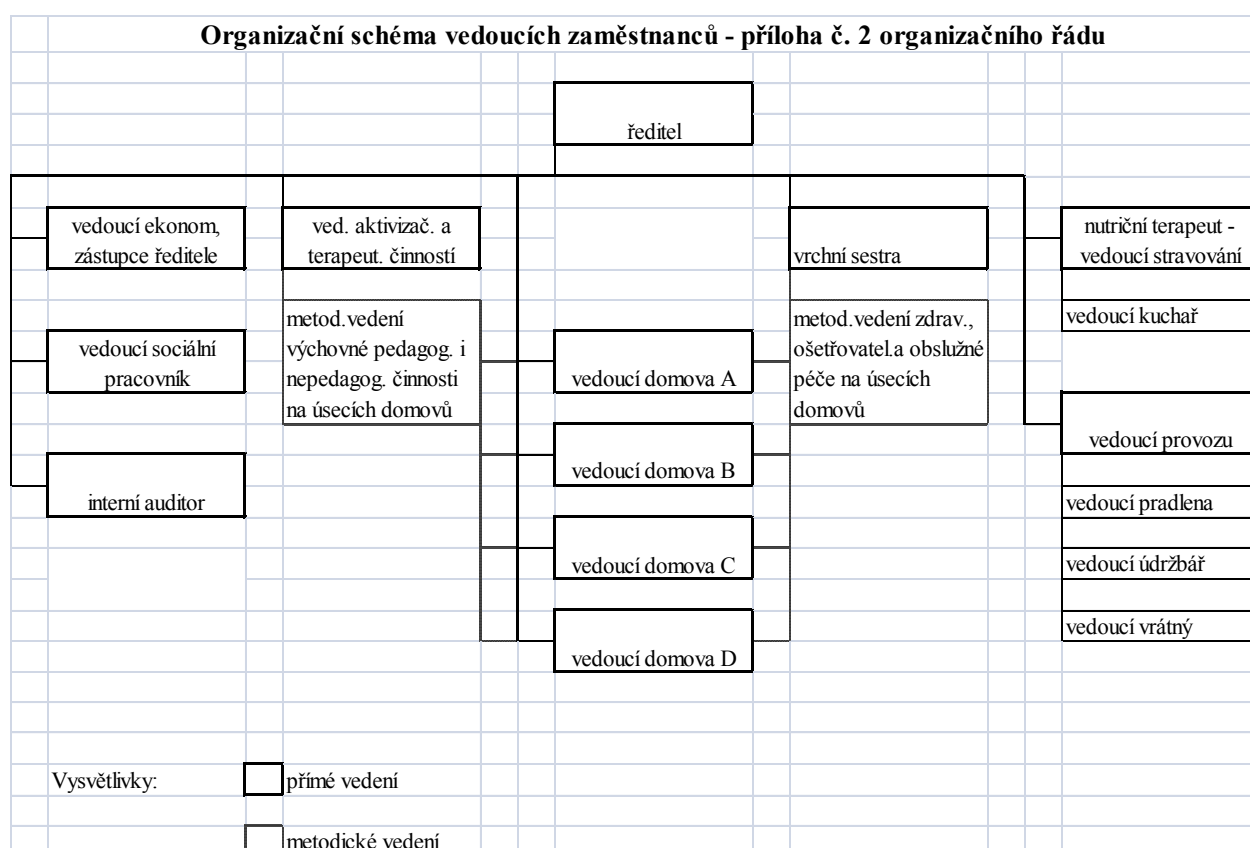 Organizační schéma vedoucích zaměstnanců - příloha č. 2 organizačního řádu
ředitel
vedoucí ekonom,
zástupce ředitele
ved. aktivizač. a
terapeut. činností
vrchní sestra
nutriční terapeut -
vedoucí stravování
metod.vedení
výchovné pedagog. i
nepedagog. činnosti
na úsecích domovů
metod.vedení zdrav.,
ošetřovatel.a obslužné
péče na úsecích
domovů
vedoucí kuchař
vedoucí sociální
pracovník
vedoucí domova A
vedoucí provozu
vedoucí domova B
interní auditor
vedoucí pradlena
vedoucí domova C
vedoucí údržbář
vedoucí vrátný
vedoucí domova D
Vysvětlivky:
přímé vedení
metodické vedení